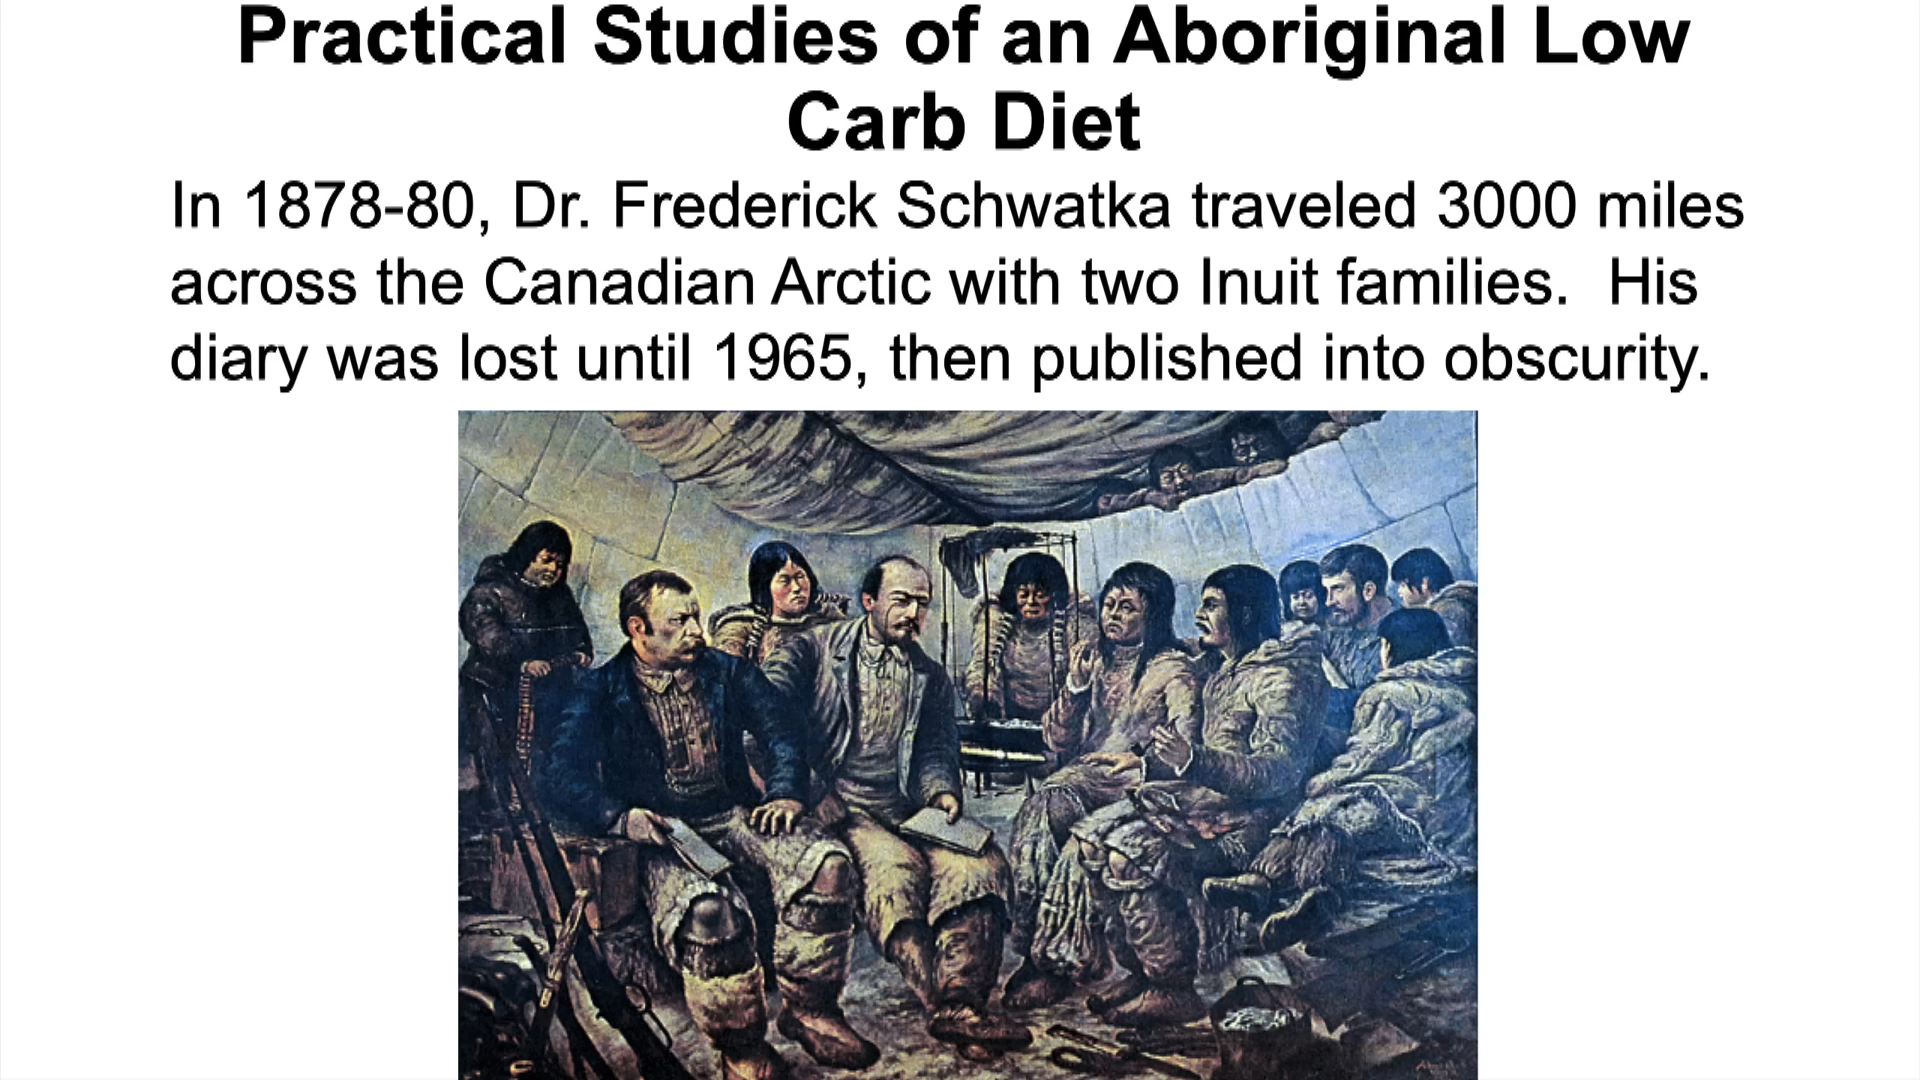 Practical Studies of an Aboriginal Low
Carb Diet
In 1878-80, Dr. Frederick Schwatka traveled 3000 miles
across the Canadian Arctic with two Inuit families.  His
diary was lost until 1965, then published into obscurity.